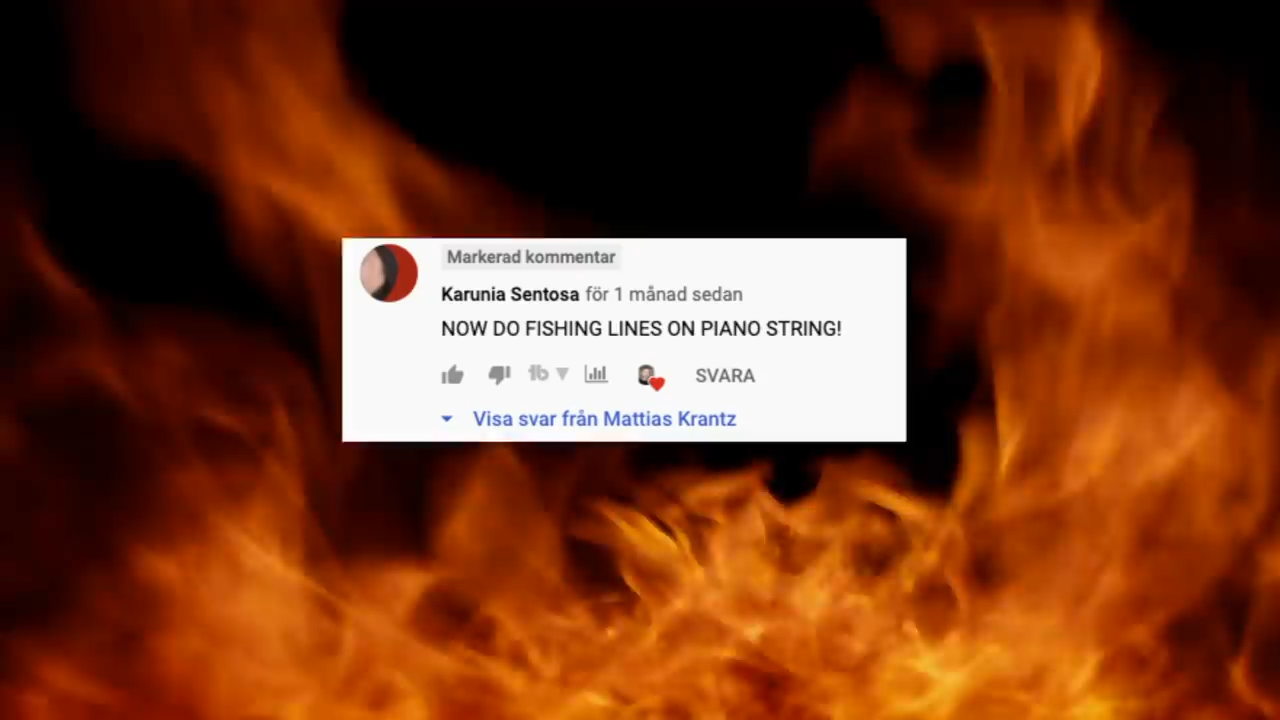 Markerad kommentar
Karunia Sentosa för 1 månad sedan
NOW DO FISHING LINES ON PIANO STRING!
SVARA
Visa svar från Mattias Krantz